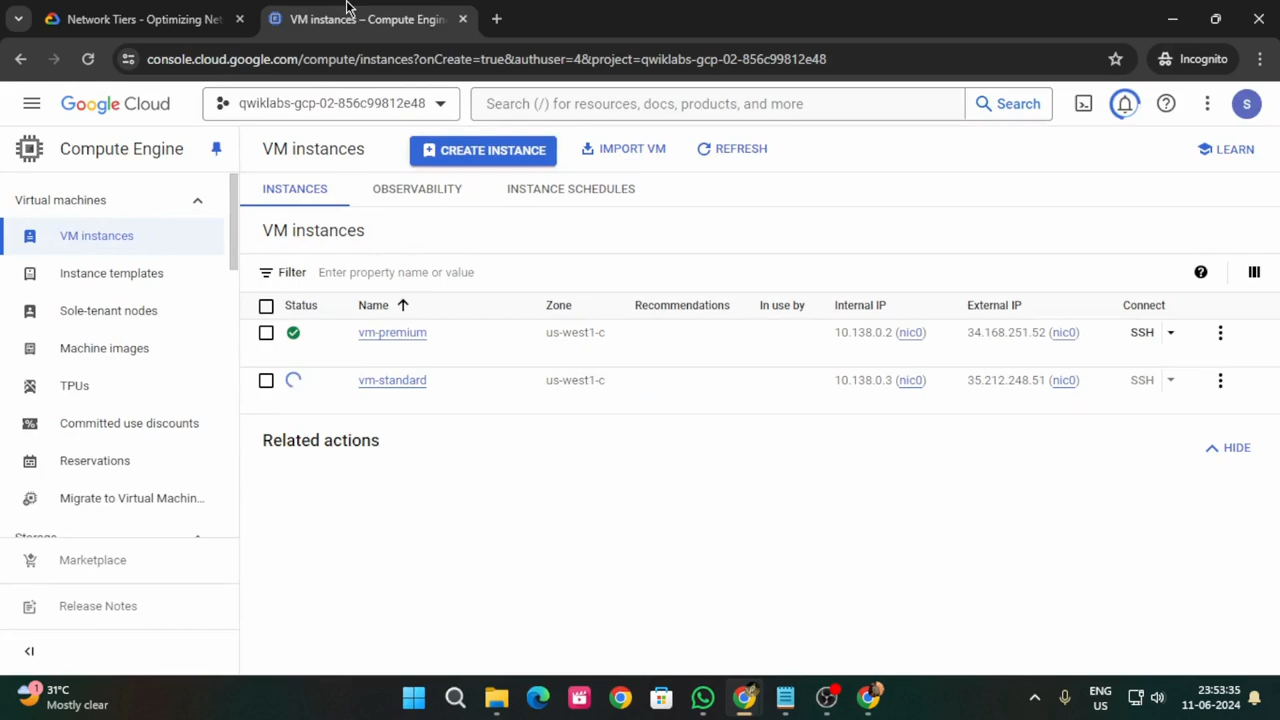 Network Tiers - Optimizing Net
VM instances – Compute Engin
console.cloud.google.com/compute/instances?onCreate=true&authuser=4&project=qwiklabs-gcp-02-856c99812e48
Incognito
Google Cloud
qwiklabs-gcp-02-856c99812e48
Search (/) for resources, docs, products, and more
Search
S
Compute Engine
VM instances
CREATE INSTANCE
IMPORT VM
REFRESH
LEARN
Virtual machines
VM instances
Instance templates
Sole-tenant nodes
Machine images
TPUs
Committed use discounts
Reservations
Migrate to Virtual Machin...
Storage
Marketplace
Release Notes
INSTANCES
OBSERVABILITY
INSTANCE SCHEDULES
VM instances
Filter
Enter property name or value
Status Name Zone Recommendations In use by Internal IP External IP Connect
vm-premium us-west1-c 10.138.0.2 (nic0) 34.168.251.52 (nic0) SSH
vm-standard us-west1-c 10.138.0.3 (nic0) 35.212.248.51 (nic0) SSH
Related actions
HIDE
1
31°C
Mostly clear
ENG
US
23:53:35
11-06-2024